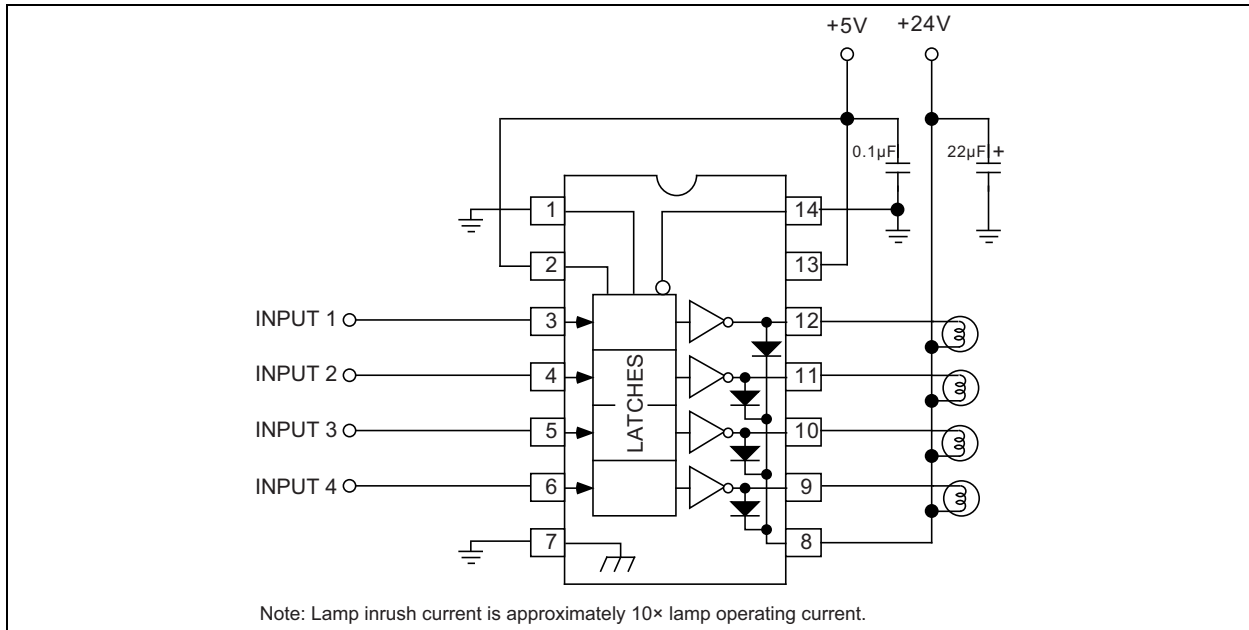 +5V +24V
0.1µF 22µF +
1 14
2 13
INPUT 1 3 12
INPUT 2 4 11
INPUT 3 5 10
INPUT 4 6 9
LATCHES
7 8
Note: Lamp inrush current is approximately 10× lamp operating current.